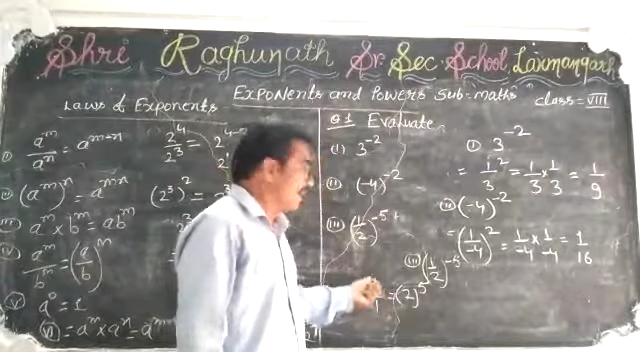 Shri Raghunath Sr. Sec. School Laxmangarh
Exponents and Powers Sub:-maths class = VIII
Laws of Exponents
a^m / a^n = a^m-n
2^4 / 2^3 = 2^4-
(II) (a^m)^n = a^mn
(2^3)^2 =
(III) a^m × b^m = ab^m
(IV) a^m / b^m = (a/b)^m
(V) a^0 = 1
(VI) = a^m × a^n = a^m
Q.1 Evaluate
(I) 3^-2
(II) (-4)^-2
(III) (1/2)^-5
(I) 3^-2
= 1^2/3 = 1/3 × 1/3 = 1/9
(II) (-4)^-2
= (1/-4)^2 = 1/-4 × 1/-4 = 1/16
(III) (1/2)^-5
= (2)^5